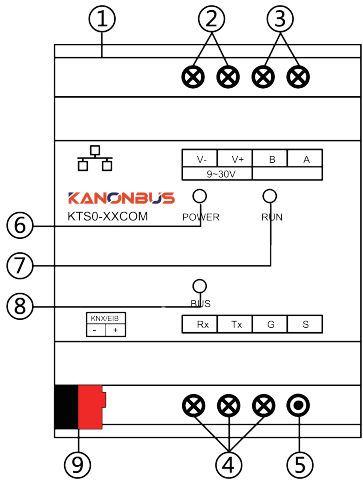 ① ② ③
V- V+ B A
9~30V
KANONBUS
KTS0-XXCOM
⑥ POWER RUN
⑦
⑧ BUS
KNX/EIB
- +
Rx Tx G S
⑨ ④ ⑤